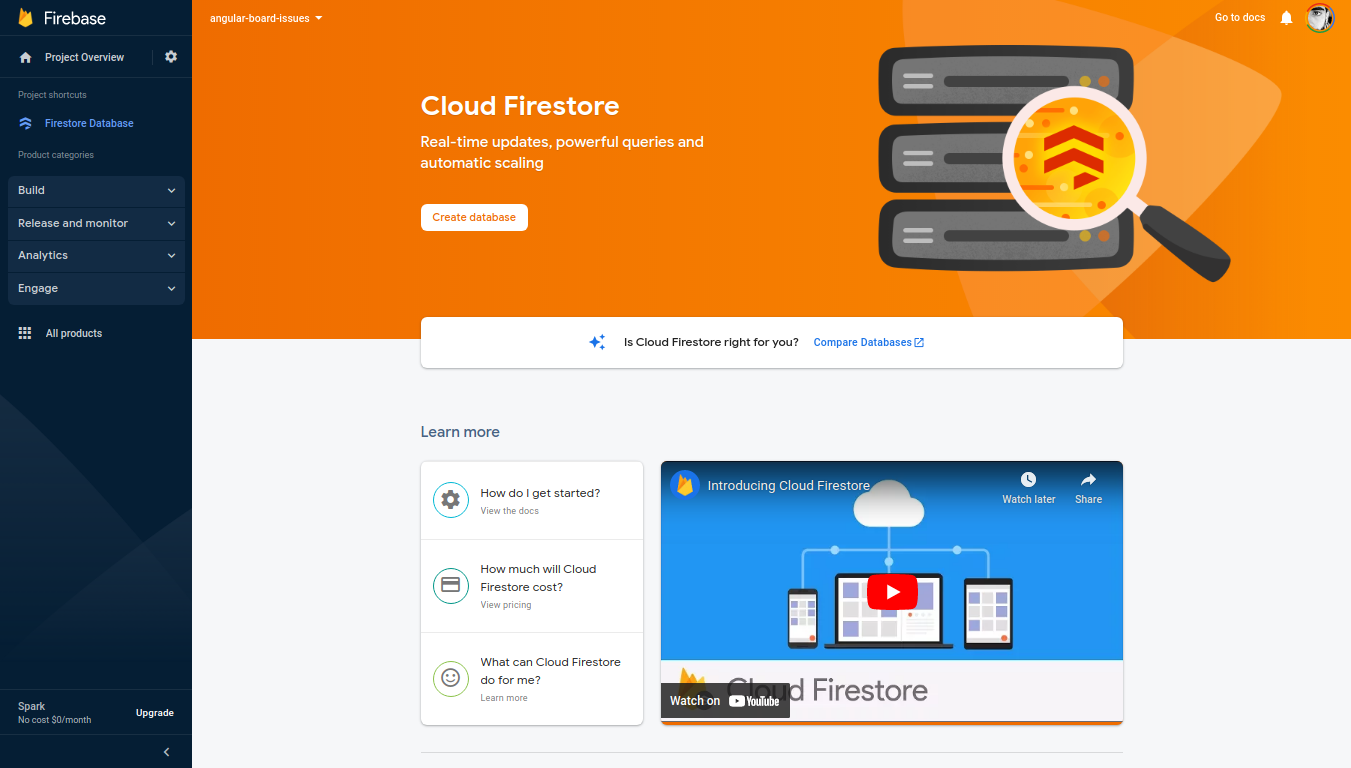 Firebase
Project Overview
Project shortcuts
Firestore Database
Product categories
Build
Release and monitor
Analytics
Engage
All products
Spark
No cost $0/month
Upgrade
angular-board-issues
Go to docs
Cloud Firestore
Real-time updates, powerful queries and
automatic scaling
Create database
Is Cloud Firestore right for you?
Compare Databases
Learn more
How do I get started?
View the docs
How much will Cloud
Firestore cost?
View pricing
What can Cloud Firestore
do for me?
Learn more
Introducing Cloud Firestore
Watch later
Share
Cloud Firestore
Watch on YouTube